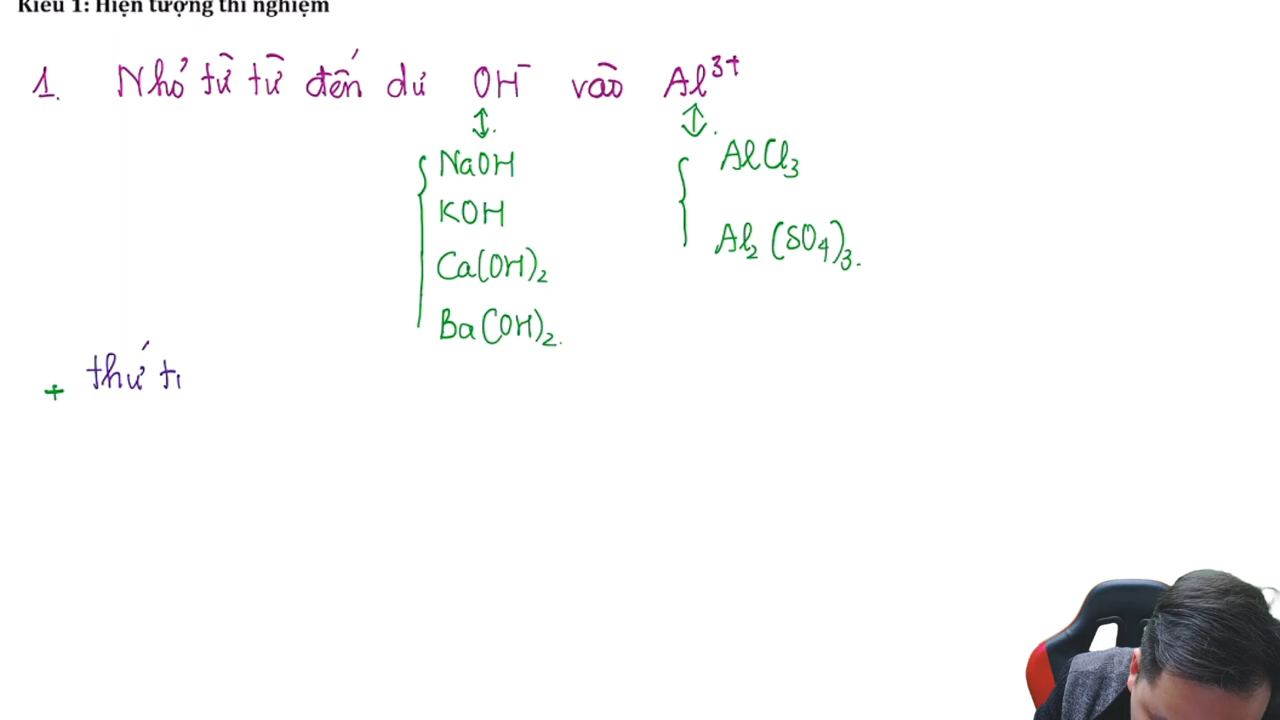 Kiểu 1: Hiện tượng thí nghiệm
1. Nhỏ từ từ đến dư OH⁻ vào Al³⁺
↕ ↕
NaOH AlCl₃
KOH Al₂(SO₄)₃.
Ca(OH)₂
Ba(OH)₂.
+ thứ t